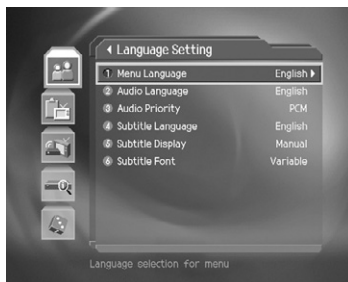 Language Setting
1 Menu Language English
2 Audio Language English
3 Audio Priority PCM
4 Subtitle Language English
5 Subtitle Display Manual
6 Subtitle Font Variable
Language selection for menu